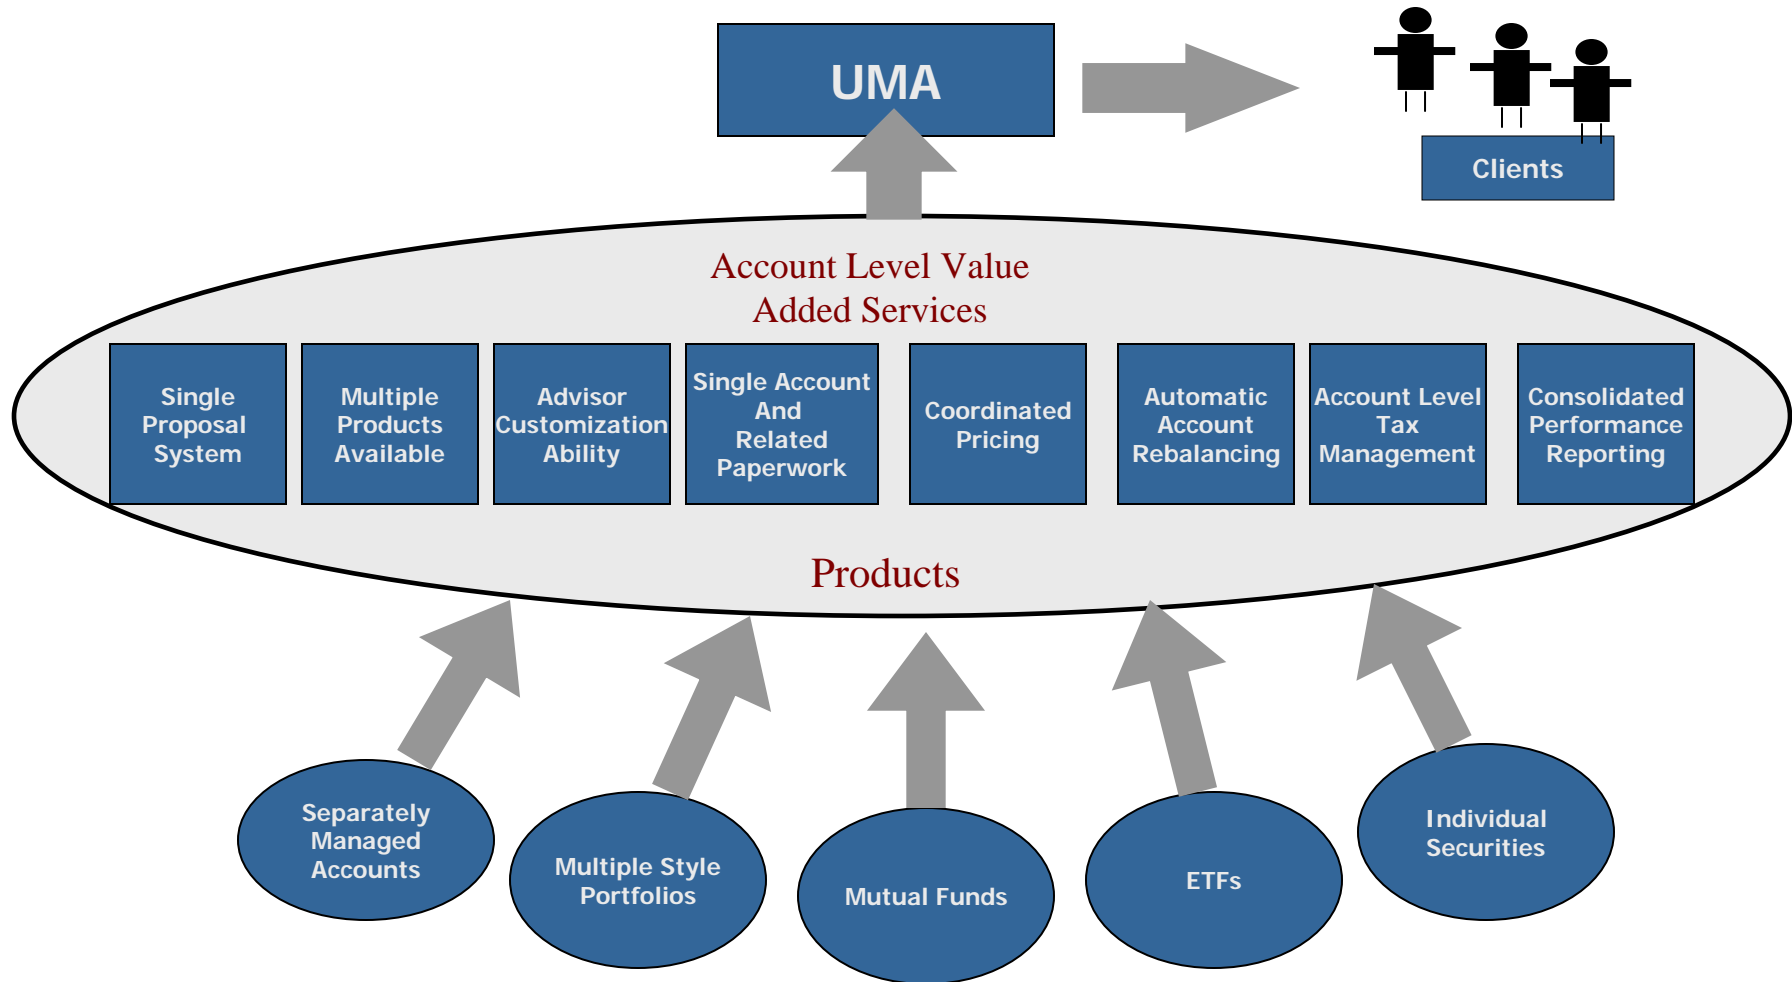 UMA
Clients
Account Level Value
Added Services
Single
Proposal
System
Multiple
Products
Available
Advisor
Customization
Ability
Single Account
And
Related
Paperwork
Coordinated
Pricing
Automatic
Account
Rebalancing
Account Level
Tax
Management
Consolidated
Performance
Reporting
Products
Separately
Managed
Accounts
Multiple Style
Portfolios
Mutual Funds
ETFs
Individual
Securities